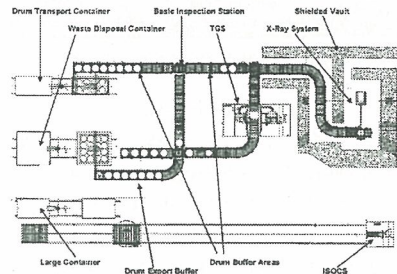 Drum Transport Container
Basic Inspection Station
Shielded Vault
Waste Disposal Container
TGS
X-Ray System
Large Container
Drum Export Buffer
Drum Buffer Areas
ISOCS